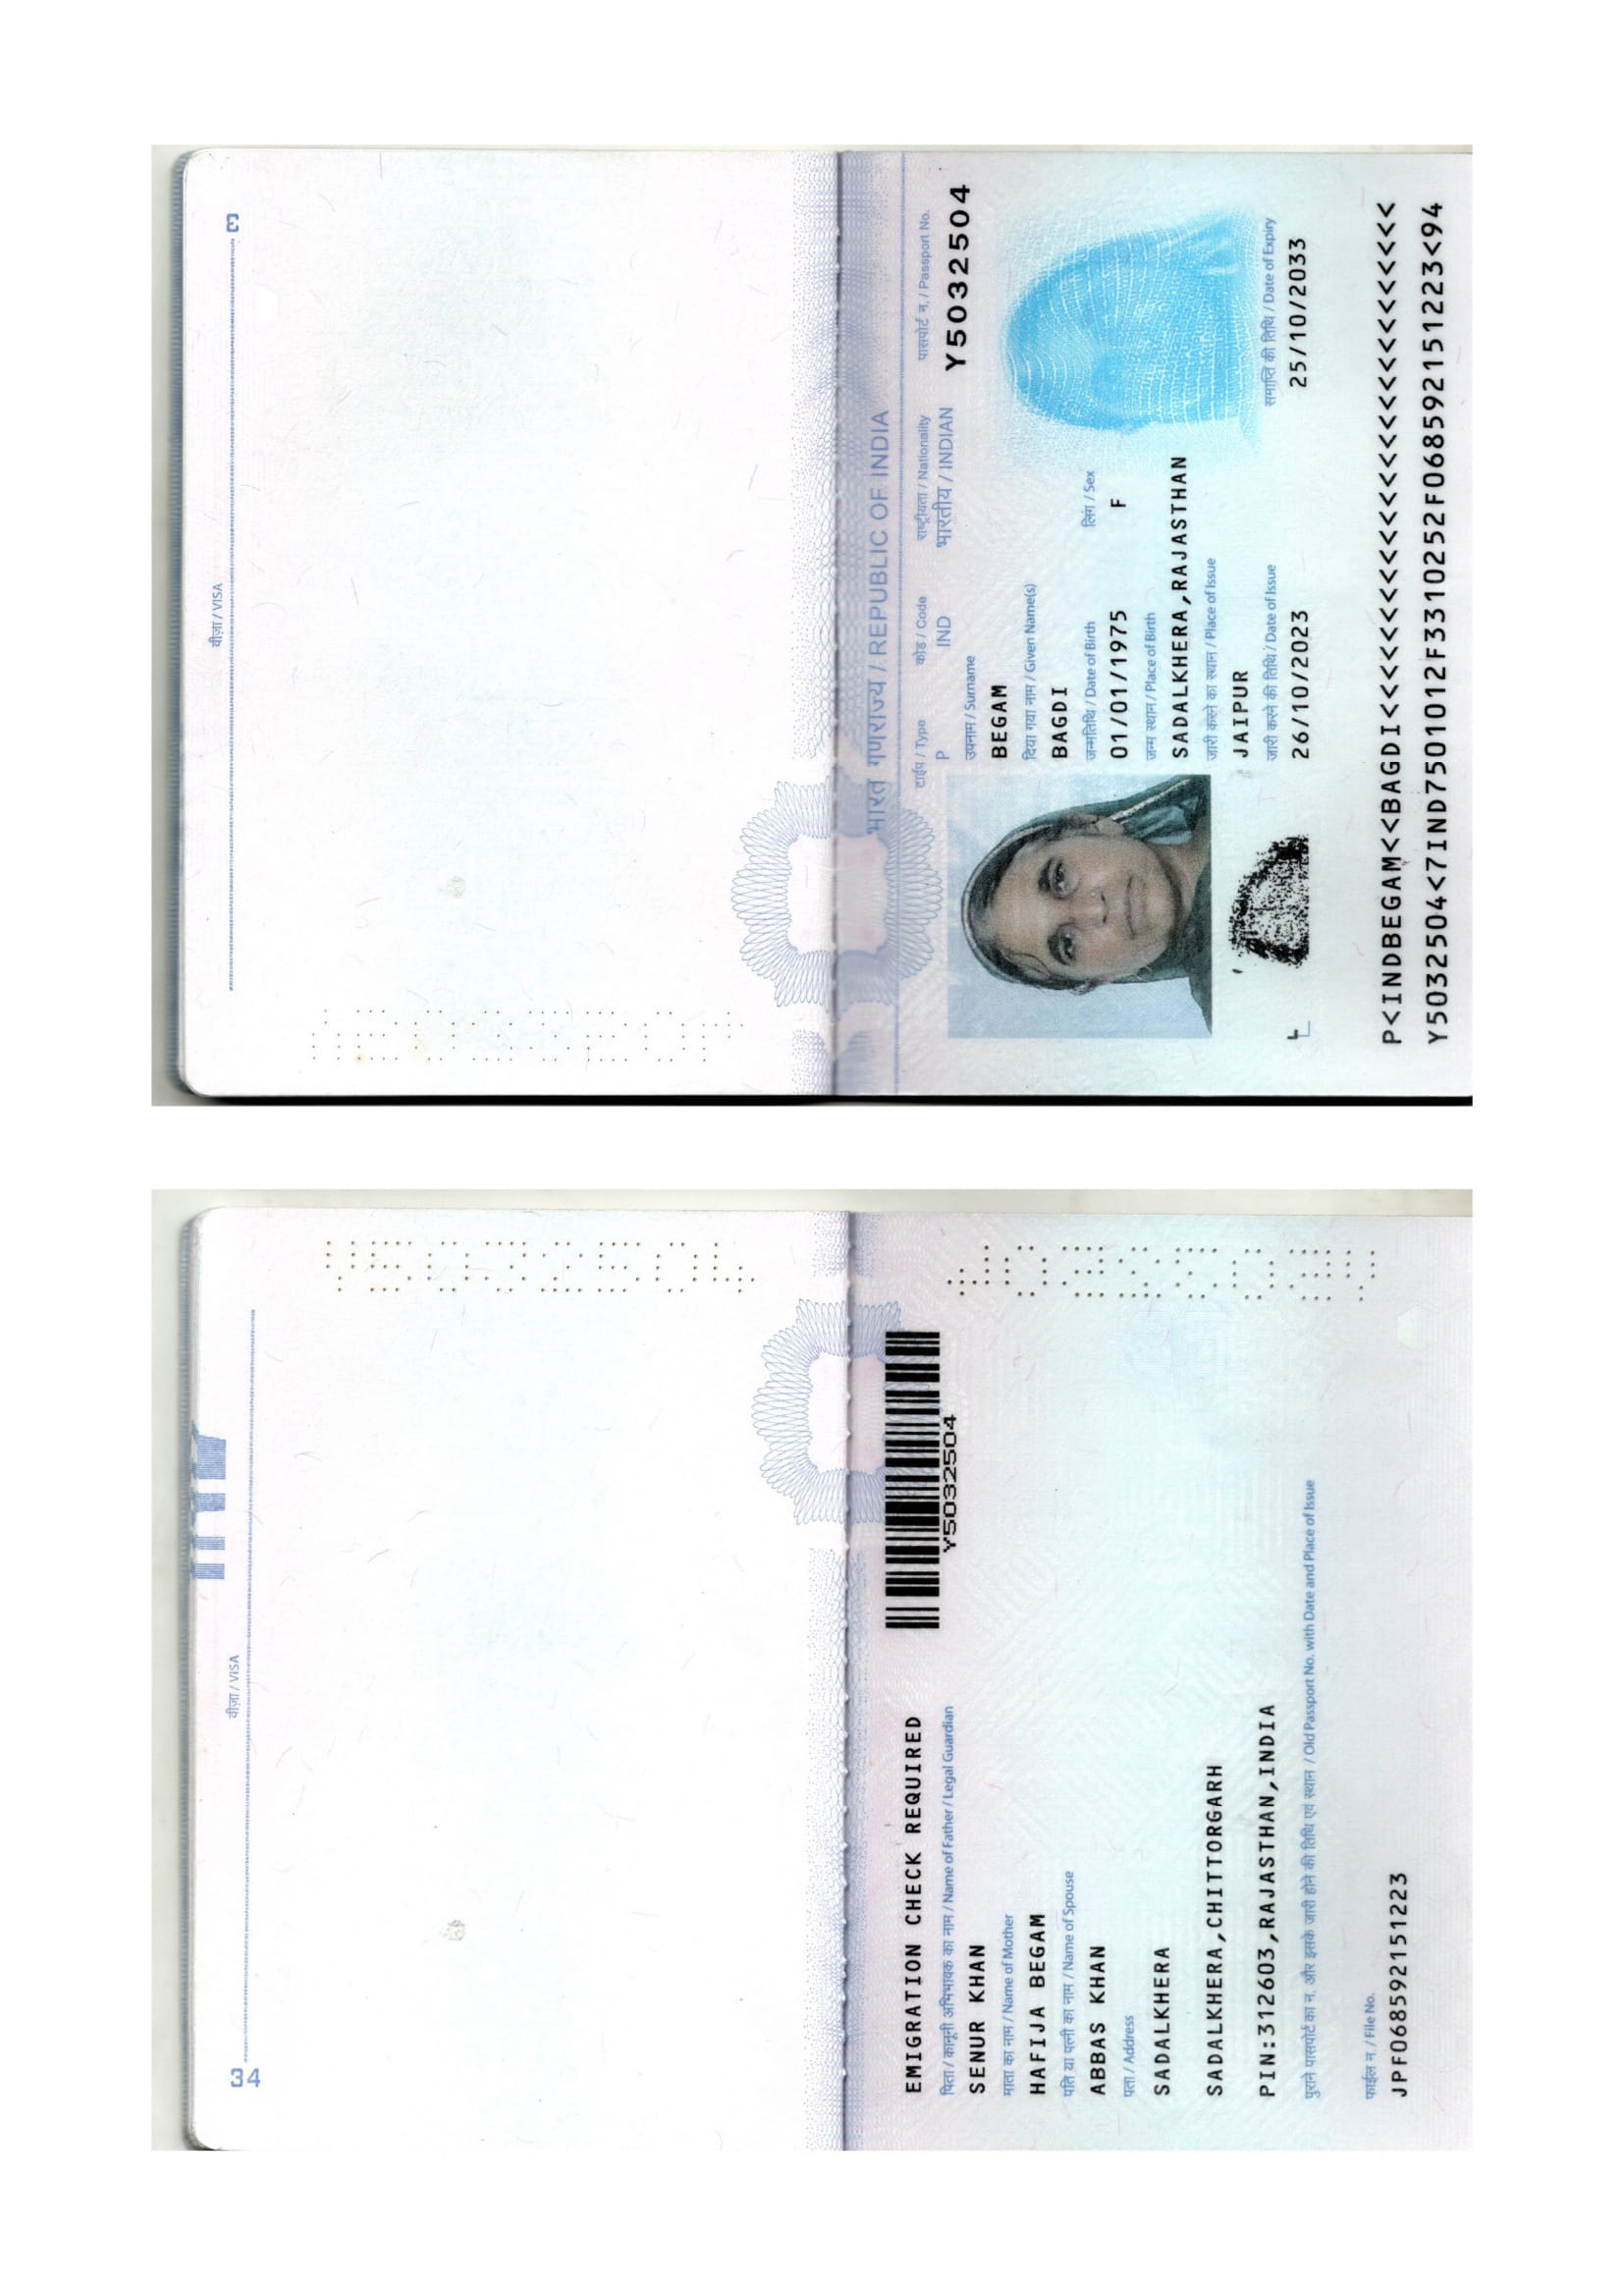 3
वीज़ा / VISA
भारत गणराज्य / REPUBLIC OF INDIA
टाईप / Type कोड / Code राष्ट्रीयता / Nationality पासपोर्ट न. / Passport No.
P IND भारतीय / INDIAN Y5032504
उपनाम / Surname
BEGAM
दिया गया नाम / Given Name(s)
BAGDI
जन्मतिथि / Date of Birth लिंग / Sex
01/01/1975 F
जन्म स्थान / Place of Birth
SADALKHERA,RAJASTHAN
जारी करने का स्थान / Place of Issue
JAIPUR
जारी करने की तिथि / Date of Issue समाप्ति की तिथि / Date of Expiry
26/10/2023 25/10/2033
P<INDBEGAM<<BAGDI<<<<<<<<<<<<<<<<<<<<<<<<<<<
Y5032504<7IND7501012F3310252F068592151223<94
वीज़ा / VISA
34
Y5032504
EMIGRATION CHECK REQUIRED
Y5032504
पिता / कानूनी अभिभावक का नाम / Name of Father / Legal Guardian
SENUR KHAN
माता का नाम / Name of Mother
HAFIJA BEGAM
पति या पत्नी का नाम / Name of Spouse
ABBAS KHAN
पता / Address
SADALKHERA
SADALKHERA,CHITTORGARH
PIN:312603,RAJASTHAN,INDIA
पुराने पासपोर्ट का न. और इसके जारी होने की तिथि एवं स्थान / Old Passport No. with Date and Place of Issue
फाईल न. / File No.
JPF068592151223